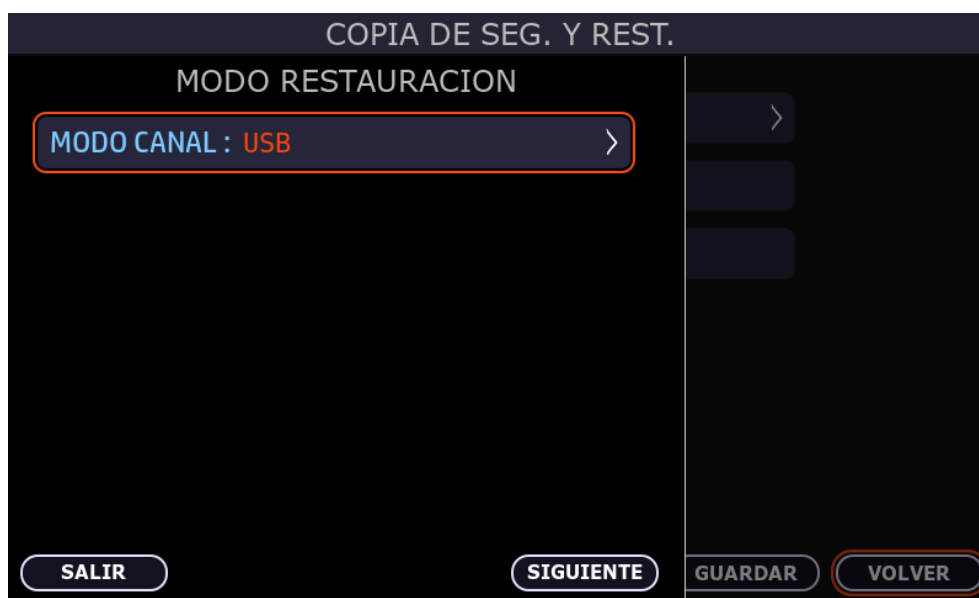 COPIA DE SEG. Y REST.
MODO RESTAURACION
MODO CANAL : USB
SALIR
SIGUIENTE
GUARDAR
VOLVER